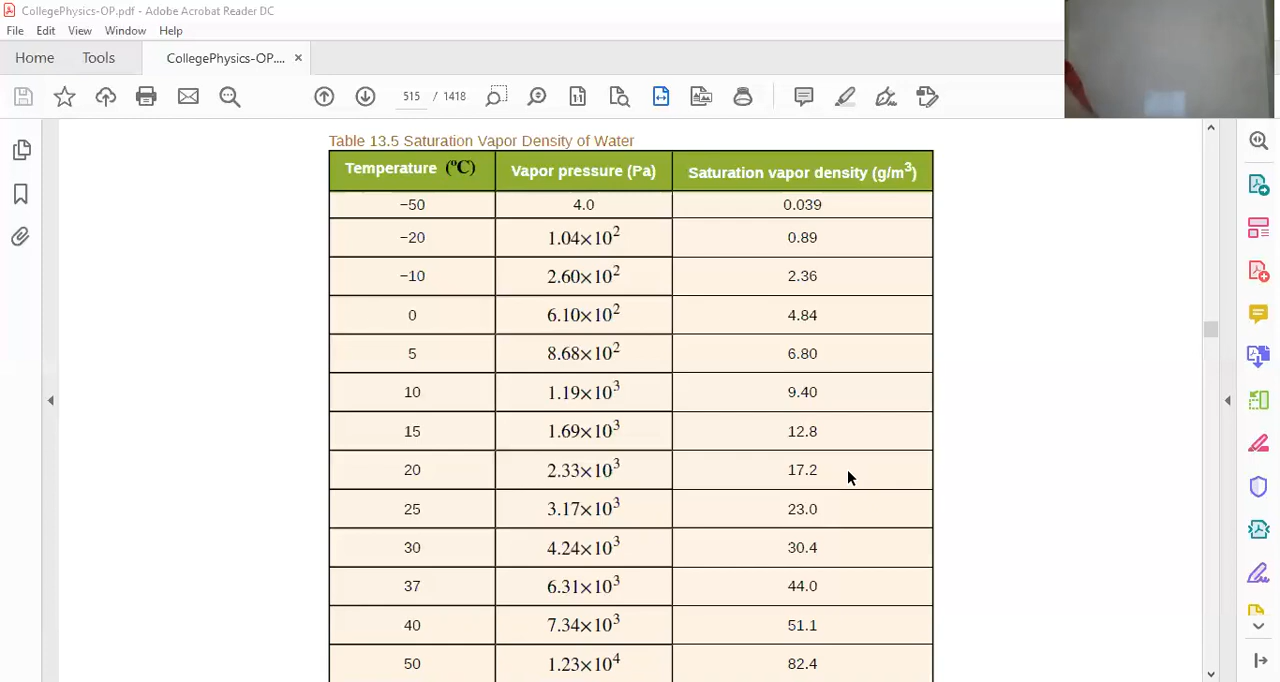 CollegePhysics-OP.pdf - Adobe Acrobat Reader DC
File Edit View Window Help
Home Tools CollegePhysics-OP.... ×
515 / 1418
Table 13.5 Saturation Vapor Density of Water
Temperature (ºC) Vapor pressure (Pa) Saturation vapor density (g/m³)
−50 4.0 0.039
−20 1.04×10² 0.89
−10 2.60×10² 2.36
0 6.10×10² 4.84
5 8.68×10² 6.80
10 1.19×10³ 9.40
15 1.69×10³ 12.8
20 2.33×10³ 17.2
25 3.17×10³ 23.0
30 4.24×10³ 30.4
37 6.31×10³ 44.0
40 7.34×10³ 51.1
50 1.23×10⁴ 82.4